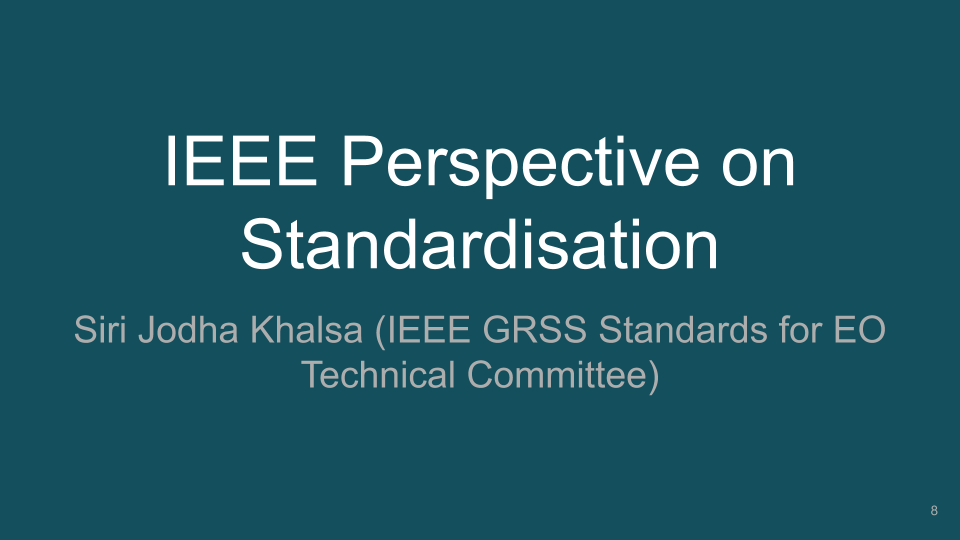 IEEE Perspective on
Standardisation
Siri Jodha Khalsa (IEEE GRSS Standards for EO
Technical Committee)
8